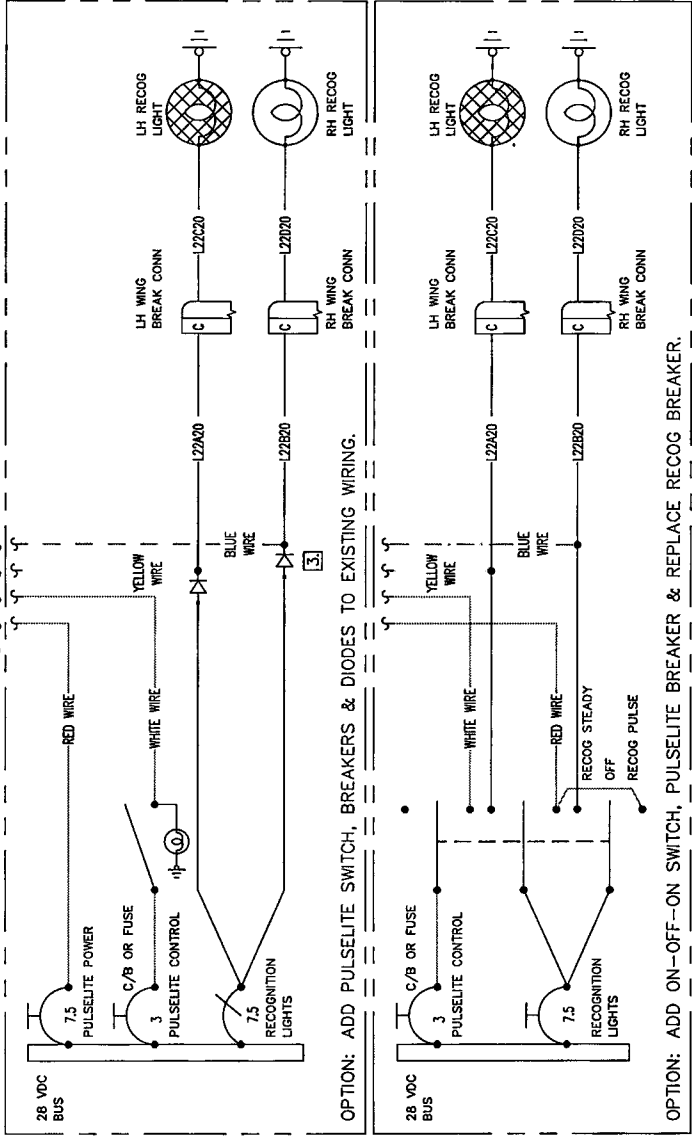 28 VDC
BUS
7.5
PULSELITE POWER
RED WIRE
C/B OR FUSE
3
PULSELITE CONTROL
WHITE WIRE
7.5
RECOGNITION
LIGHTS
YELLOW
WIRE
BLUE
WIRE
3.
L22A20
L22B20
LH WING
BREAK CONN
C
C
RH WING
BREAK CONN
L22C20
L22D20
LH RECOG
LIGHT
RH RECOG
LIGHT
OPTION: ADD PULSELITE SWITCH, BREAKERS & DIODES TO EXISTING WIRING.
28 VDC
BUS
C/B OR FUSE
3
PULSELITE CONTROL
7.5
RECOGNITION
LIGHTS
WHITE WIRE
RED WIRE
RECOG STEADY
OFF
RECOG PULSE
YELLOW
WIRE
BLUE
WIRE
L22A20
L22B20
LH WING
BREAK CONN
C
C
RH WING
BREAK CONN
L22C20
L22D20
LH RECOG
LIGHT
RH RECOG
LIGHT
OPTION: ADD ON-OFF-ON SWITCH, PULSELITE BREAKER & REPLACE RECOG BREAKER.